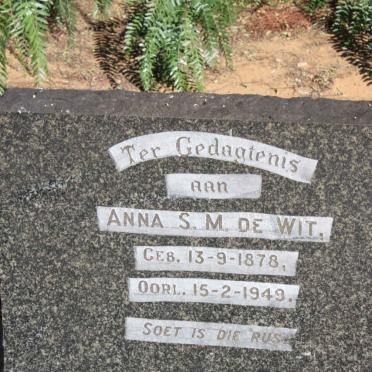 Ter Gedagtenis
aan
ANNA S. M. DE WIT,
GEB. 13-9-1878,
OORL. 15-2-1949.
SOET IS DIE RUS